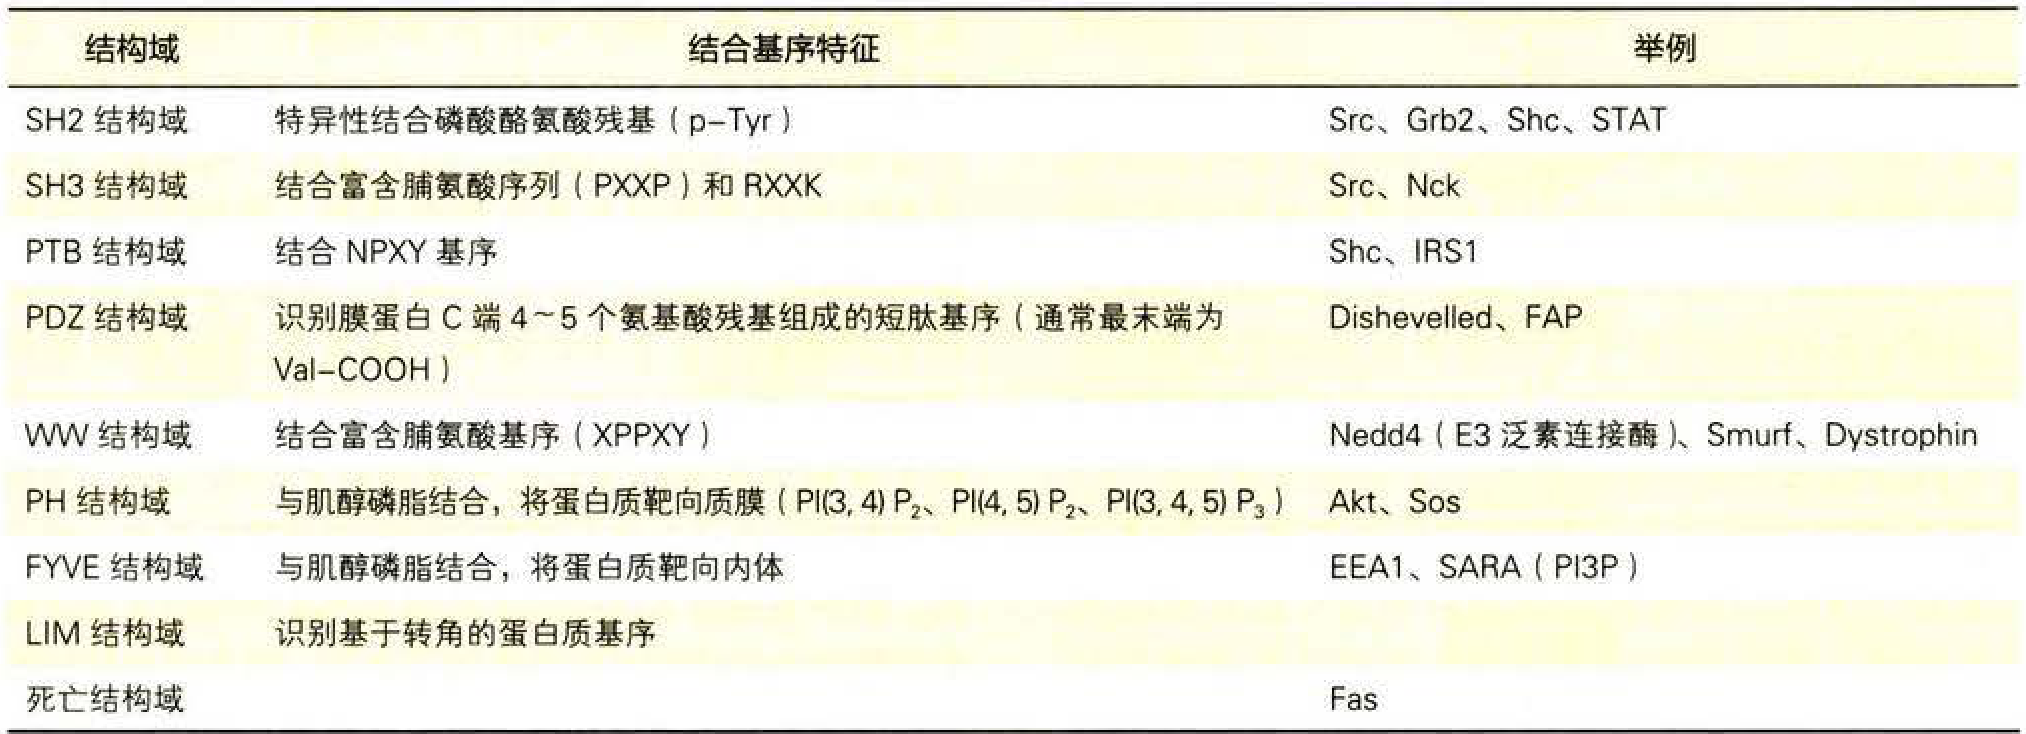 结构域 结合基序特征 举例
SH2 结构域 特异性结合磷酸酪氨酸残基（p-Tyr） Src、Grb2、Shc、STAT
SH3 结构域 结合富含脯氨酸序列（PXXP）和 RXXK Src、Nck
PTB 结构域 结合 NPXY 基序 Shc、IRS1
PDZ 结构域 识别膜蛋白 C 端 4～5 个氨基酸残基组成的短肽基序（通常最末端为 Dishevelled、FAP
Val-COOH）
WW 结构域 结合富含脯氨酸基序（XPPXY） Nedd4（E3 泛素连接酶）、Smurf、Dystrophin
PH 结构域 与肌醇磷脂结合，将蛋白质靶向质膜（PI(3, 4) P₂、PI(4, 5) P₂、PI(3, 4, 5) P₃） Akt、Sos
FYVE 结构域 与肌醇磷脂结合，将蛋白质靶向内体 EEA1、SARA（PI3P）
LIM 结构域 识别基于转角的蛋白质基序
死亡结构域 Fas